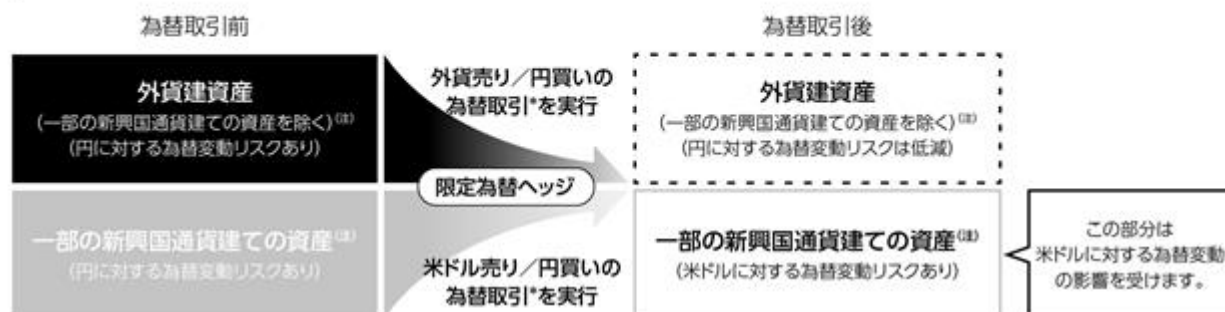 為替取引前
為替取引後
外貨建資産
(一部の新興国通貨建ての資産を除く)(注)
(円に対する為替変動リスクあり)
外貨売り/円買いの
為替取引*を実行
外貨建資産
(一部の新興国通貨建ての資産を除く)(注)
(円に対する為替変動リスクは低減)
限定為替ヘッジ
一部の新興国通貨建ての資産(注)
(円に対する為替変動リスクあり)
米ドル売り/円買いの
為替取引*を実行
一部の新興国通貨建ての資産(注)
(米ドルに対する為替変動リスクあり)
この部分は
米ドルに対する為替変動
の影響を受けます。